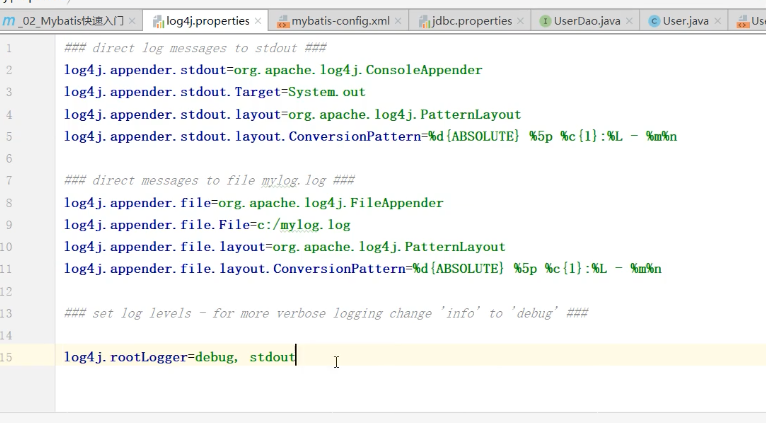 _02_Mybatis快速入门 log4j.properties mybatis-config.xml jdbc.properties UserDao.java User.java Us
1 ### direct log messages to stdout ###
2 log4j.appender.stdout=org.apache.log4j.ConsoleAppender
3 log4j.appender.stdout.Target=System.out
4 log4j.appender.stdout.layout=org.apache.log4j.PatternLayout
5 log4j.appender.stdout.layout.ConversionPattern=%d{ABSOLUTE} %5p %c{1}:%L - %m%n
6
7 ### direct messages to file mylog.log ###
8 log4j.appender.file=org.apache.log4j.FileAppender
9 log4j.appender.file.File=c:/mylog.log
10 log4j.appender.file.layout=org.apache.log4j.PatternLayout
11 log4j.appender.file.layout.ConversionPattern=%d{ABSOLUTE} %5p %c{1}:%L - %m%n
12
13 ### set log levels - for more verbose logging change 'info' to 'debug' ###
14
15 log4j.rootLogger=debug, stdout